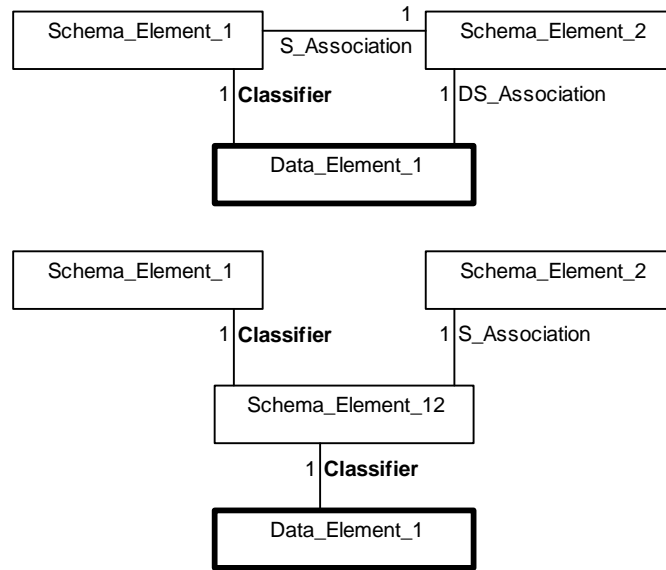 1
Schema_Element_1
Schema_Element_2
S_Association
1 Classifier
1 DS_Association
Data_Element_1
Schema_Element_1
Schema_Element_2
1 Classifier
1 S_Association
Schema_Element_12
1 Classifier
Data_Element_1